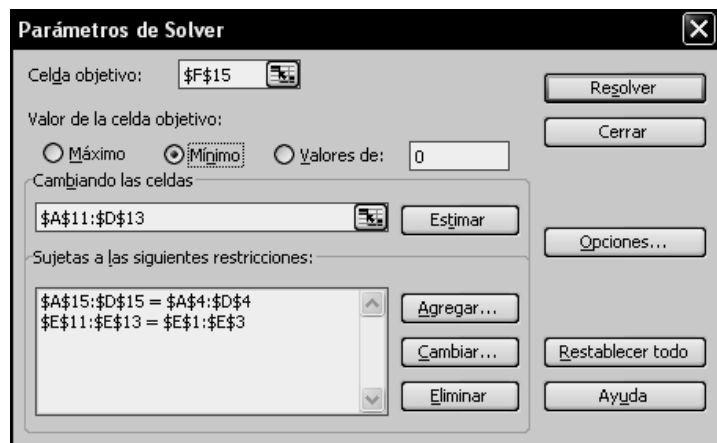 Parámetros de Solver
Celda objetivo: $F$15
Resolver
Valor de la celda objetivo:
Cerrar
Máximo Mínimo Valores de: 0
Cambiando las celdas
$A$11:$D$13 Estimar
Opciones...
Sujetas a las siguientes restricciones:
$A$15:$D$15 = $A$4:$D$4
$E$11:$E$13 = $E$1:$E$3
Agregar...
Cambiar... Restablecer todo
Eliminar Ayuda